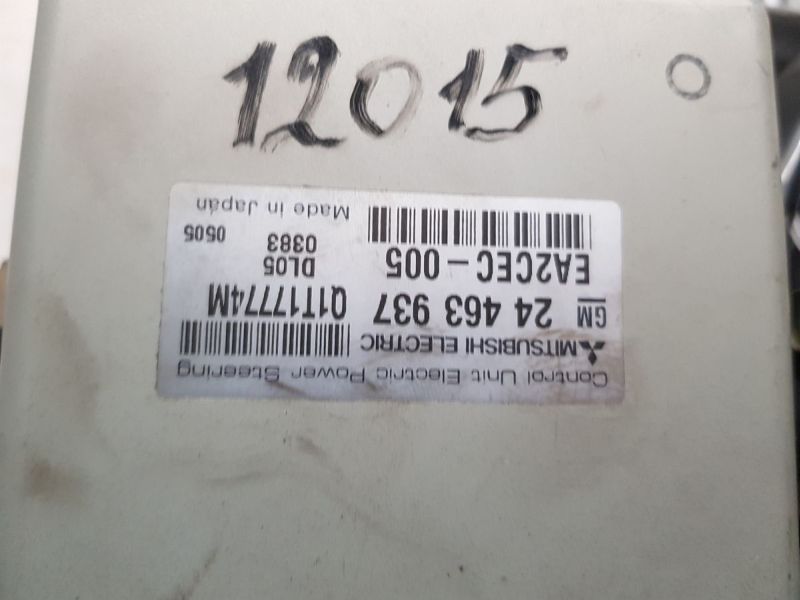 12015
Control Unit Electric Power Steering
MITSUBISHI ELECTRIC
GM 24 463 937 Q1T17774M
EA2CEC-005 DL05
0383 0505
Made in Japan